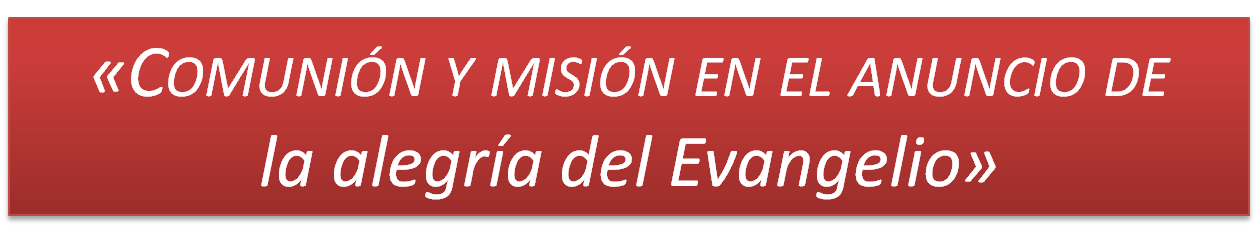 «COMUNIÓN Y MISIÓN EN EL ANUNCIO DE
la alegría del Evangelio»